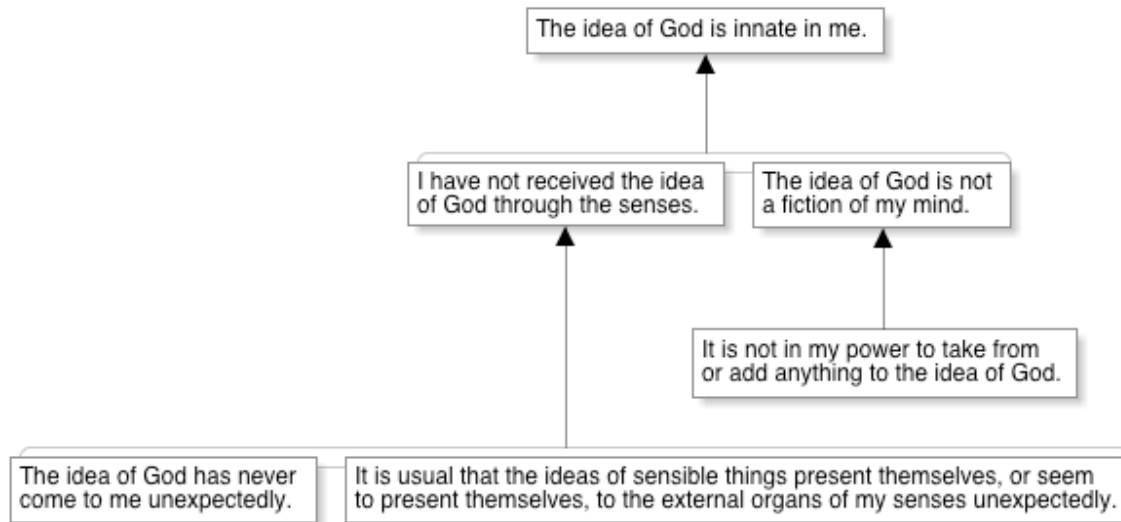 The idea of God is innate in me.
I have not received the idea
of God through the senses.
The idea of God is not
a fiction of my mind.
It is not in my power to take from
or add anything to the idea of God.
The idea of God has never
come to me unexpectedly.
It is usual that the ideas of sensible things present themselves, or seem
to present themselves, to the external organs of my senses unexpectedly.